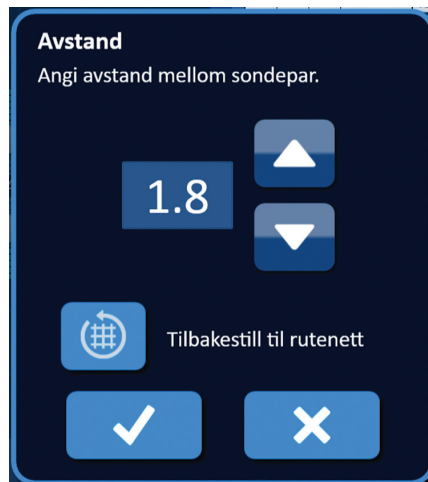 Avstand
Angi avstand mellom sondepar.
1.8
Tilbakestill til rutenett